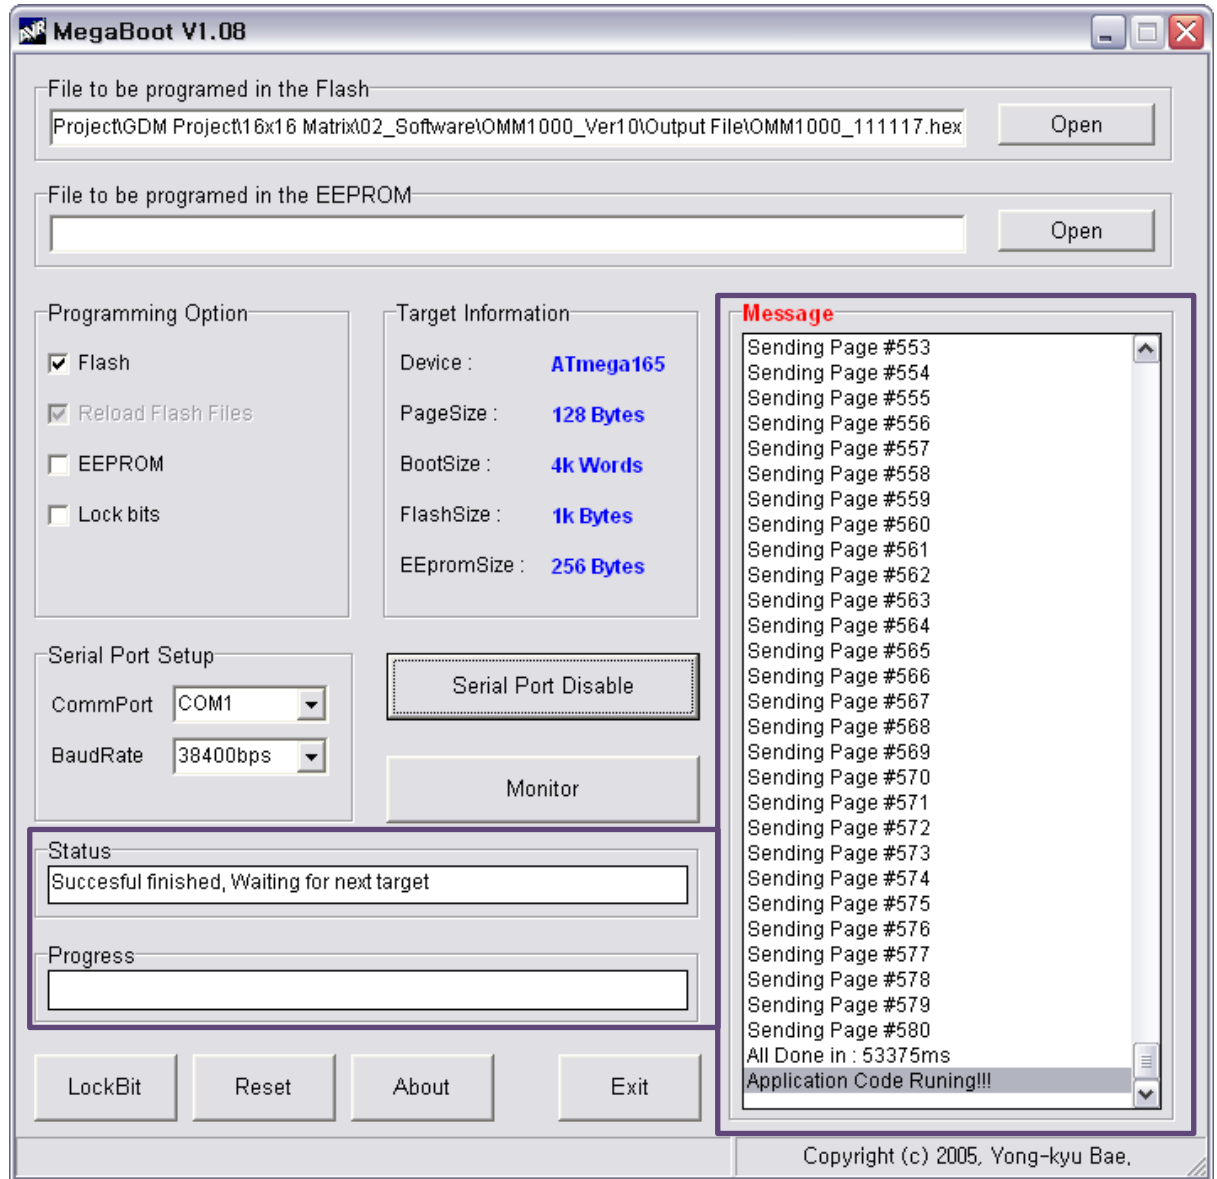 MegaBoot V1.08
File to be programed in the Flash
Project\GDM Project\16x16 Matrix\02_Software\OMM1000_Ver10\Output File\OMM1000_111117.hex
Open
File to be programed in the EEPROM
Open
Programming Option
Flash
Reload Flash Files
EEPROM
Lock bits
Target Information
Device : ATmega165
PageSize : 128 Bytes
BootSize : 4k Words
FlashSize : 1k Bytes
EEpromSize : 256 Bytes
Serial Port Setup
CommPort COM1
BaudRate 38400bps
Serial Port Disable
Monitor
Status
Succesful finished, Waiting for next target
Progress
LockBit
Reset
About
Exit
Message
Sending Page #553
Sending Page #554
Sending Page #555
Sending Page #556
Sending Page #557
Sending Page #558
Sending Page #559
Sending Page #560
Sending Page #561
Sending Page #562
Sending Page #563
Sending Page #564
Sending Page #565
Sending Page #566
Sending Page #567
Sending Page #568
Sending Page #569
Sending Page #570
Sending Page #571
Sending Page #572
Sending Page #573
Sending Page #574
Sending Page #575
Sending Page #576
Sending Page #577
Sending Page #578
Sending Page #579
Sending Page #580
All Done in : 53375ms
Application Code Runing!!!
Copyright (c) 2005, Yong-kyu Bae,